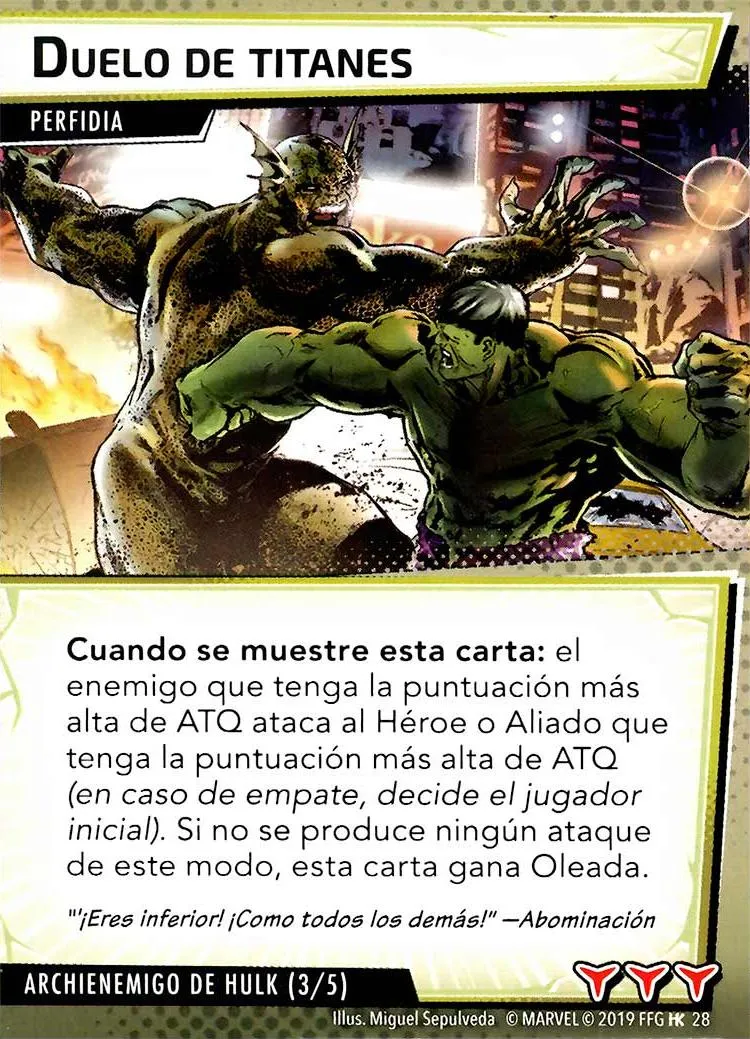 DUELO DE TITANES
PERFIDIA
Cuando se muestre esta carta: el
enemigo que tenga la puntuación más
alta de ATQ ataca al Héroe o Aliado que
tenga la puntuación más alta de ATQ
(en caso de empate, decide el jugador
inicial). Si no se produce ningún ataque
de este modo, esta carta gana Oleada.
"'¡Eres inferior! ¡Como todos los demás!" —Abominación
ARCHIENEMIGO DE HULK (3/5)
Illus. Miguel Sepulveda © MARVEL © 2019 FFG HK 28